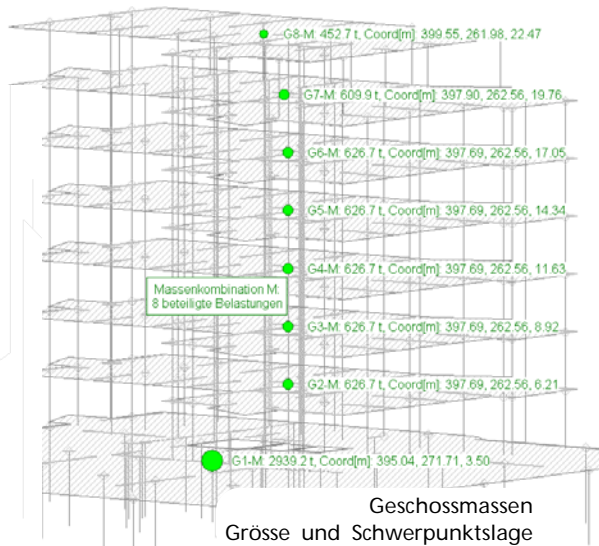 G8-M: 452.7 t, Coord[m]: 399.55, 261.98, 22.47
G7-M: 609.9 t, Coord[m]: 397.90, 262.56, 19.76
G6-M: 626.7 t, Coord[m]: 397.69, 262.56, 17.05
G5-M: 626.7 t, Coord[m]: 397.69, 262.56, 14.34
G4-M: 626.7 t, Coord[m]: 397.69, 262.56, 11.63
Massenkombination M:
8 beteiligte Belastungen
G3-M: 626.7 t, Coord[m]: 397.69, 262.56, 8.92
G2-M: 626.7 t, Coord[m]: 397.69, 262.56, 6.21
G1-M: 2939.2 t, Coord[m]: 395.04, 271.71, 3.50
Geschossmassen
Grösse und Schwerpunktslage